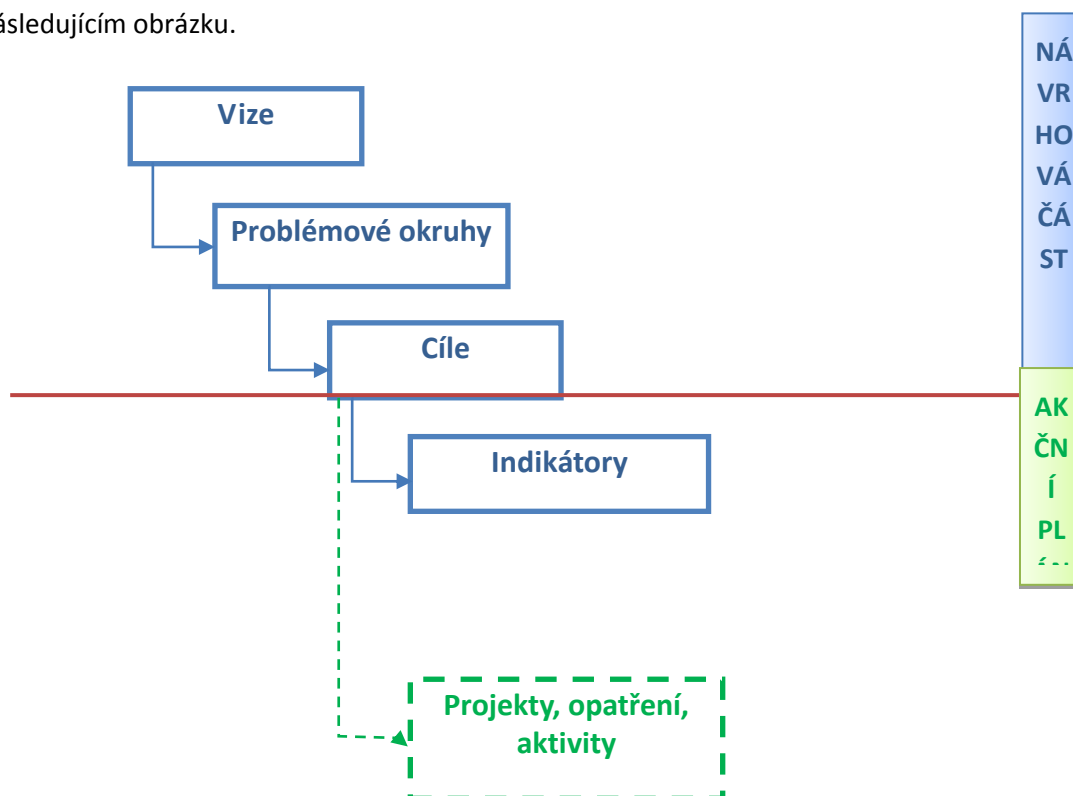 ásledujícím obrázku.
Vize
Problémové okruhy
Cíle
Indikátory
Projekty, opatření,
aktivity
NÁ
VR
HO
VÁ
ČÁ
ST
AK
ČN
Í
PL